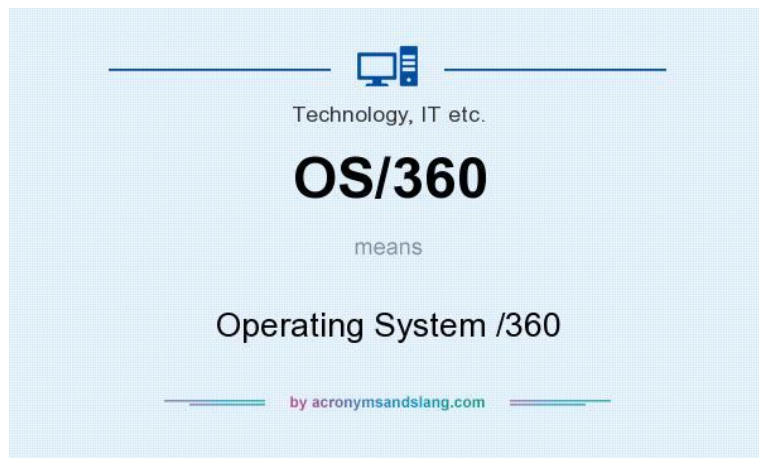 Technology, IT etc.
OS/360
means
Operating System /360
by acronymsandslang.com